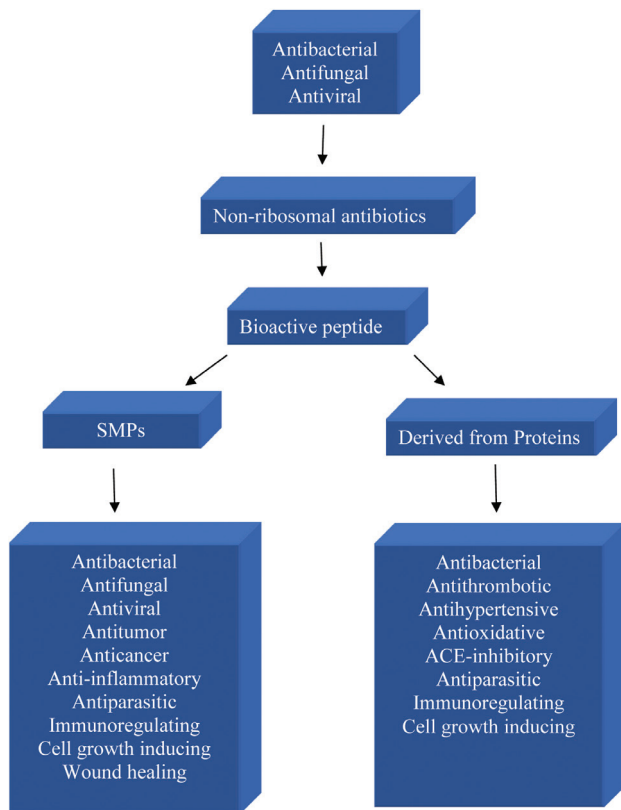 Antibacterial
Antifungal
Antiviral
Non-ribosomal antibiotics
Bioactive peptide
SMPs
Derived from Proteins
Antibacterial
Antifungal
Antiviral
Antitumor
Anticancer
Anti-inflammatory
Antiparasitic
Immunoregulating
Cell growth inducing
Wound healing
Antibacterial
Antithrombotic
Antihypertensive
Antioxidative
ACE-inhibitory
Antiparasitic
Immunoregulating
Cell growth inducing